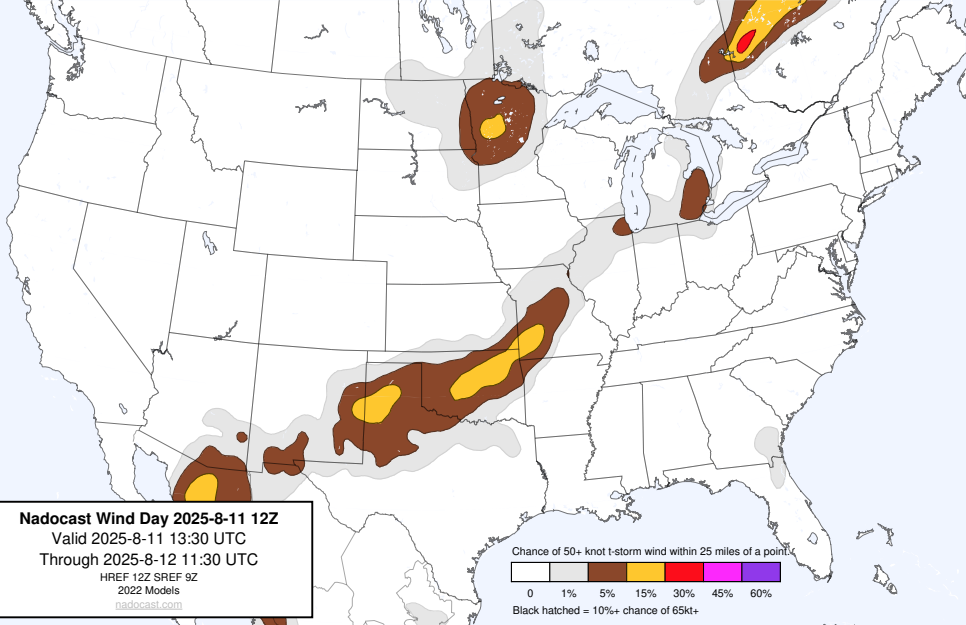 Nadocast Wind Day 2025-8-11 12Z
Valid 2025-8-11 13:30 UTC
Through 2025-8-12 11:30 UTC
HREF 12Z SREF 9Z
2022 Models
nadocast.com
Chance of 50+ knot t-storm wind within 25 miles of a point.
0 1% 5% 15% 30% 45% 60%
Black hatched = 10%+ chance of 65kt+